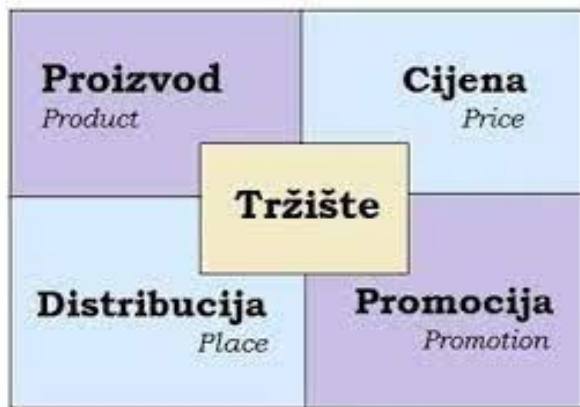 Proizvod
Product
Cijena
Price
Tržište
Distribucija
Place
Promocija
Promotion